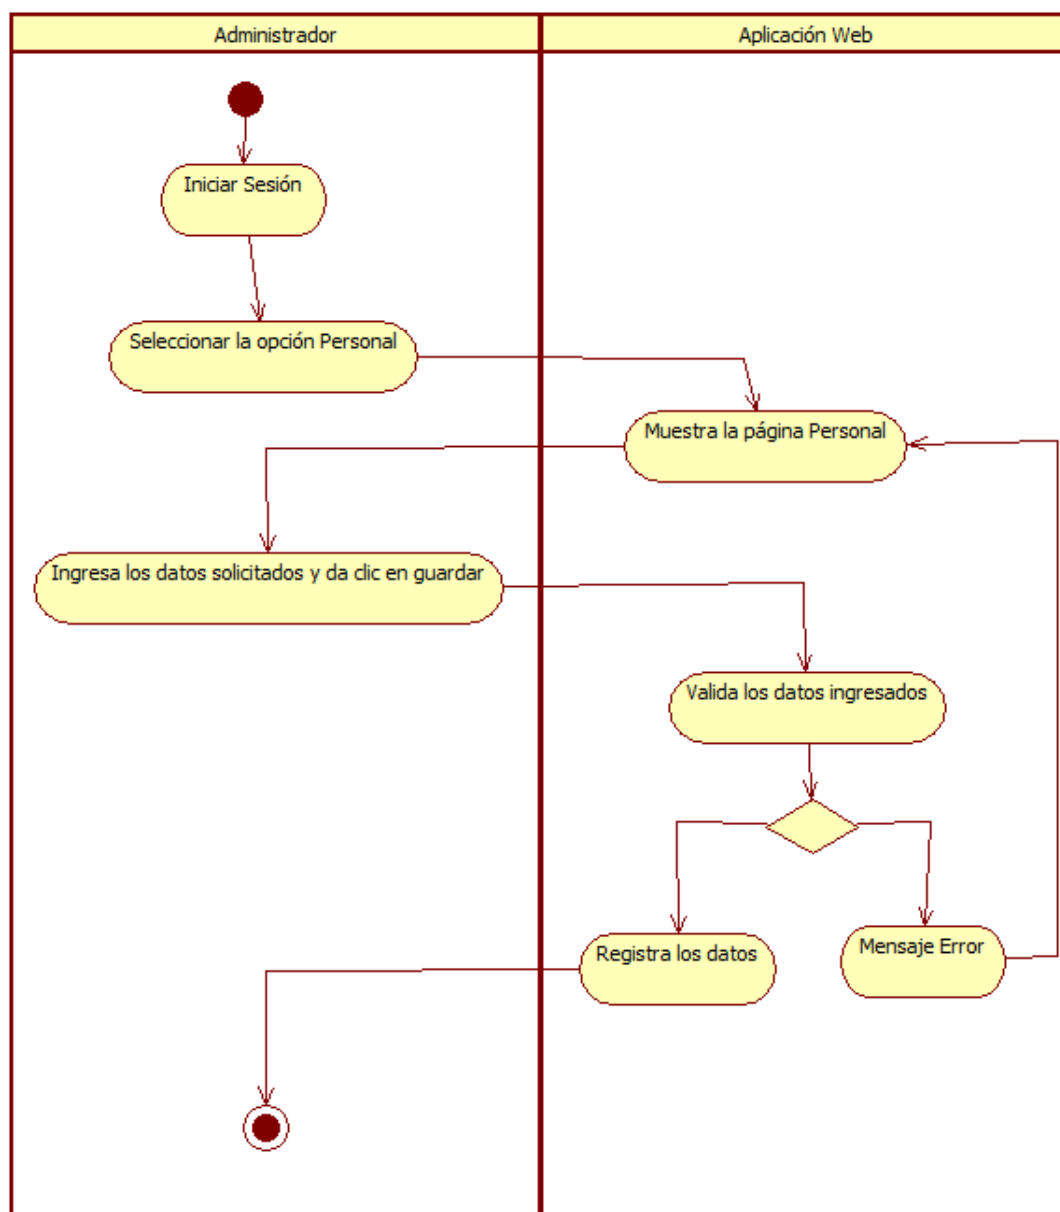 Administrador
Aplicación Web
Iniciar Sesión
Seleccionar la opción Personal
Muestra la página Personal
Ingresa los datos solicitados y da clic en guardar
Valida los datos ingresados
Registra los datos
Mensaje Error